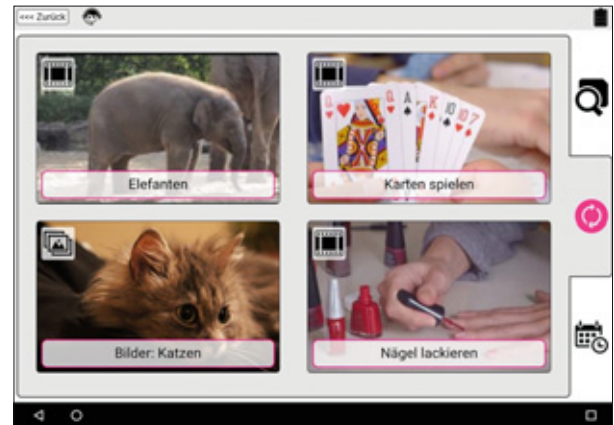 <<< Zurück
Elefanten
Karten spielen
Bilder: Katzen
Nägel lackieren